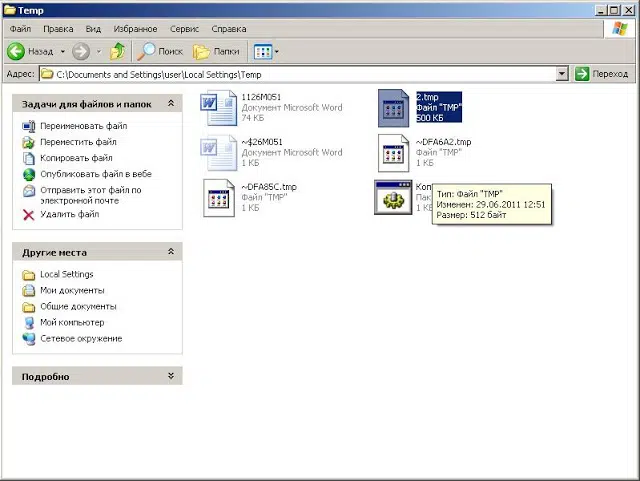 Temp
Файл Правка Вид Избранное Сервис Справка
Назад Поиск Папки
Адрес: C:\Documents and Settings\user\Local Settings\Temp Переход
Задачи для файлов и папок
Переименовать файл
Переместить файл
Копировать файл
Опубликовать файл в вебе
Отправить этот файл по
электронной почте
Удалить файл
Другие места
Local Settings
Мои документы
Общие документы
Мой компьютер
Сетевое окружение
Подробно
1126M051
Документ Microsoft Word
74 КБ
2.tmp
Файл "TMP"
500 КБ
~$26M051
Документ Microsoft Word
1 КБ
~DFA6A2.tmp
Файл "TMP"
1 КБ
~DFA85C.tmp
Файл "TMP"
1 КБ
1 КБ
Тип: Файл "TMP"
Изменен: 29.06.2011 12:51
Размер: 512 байт